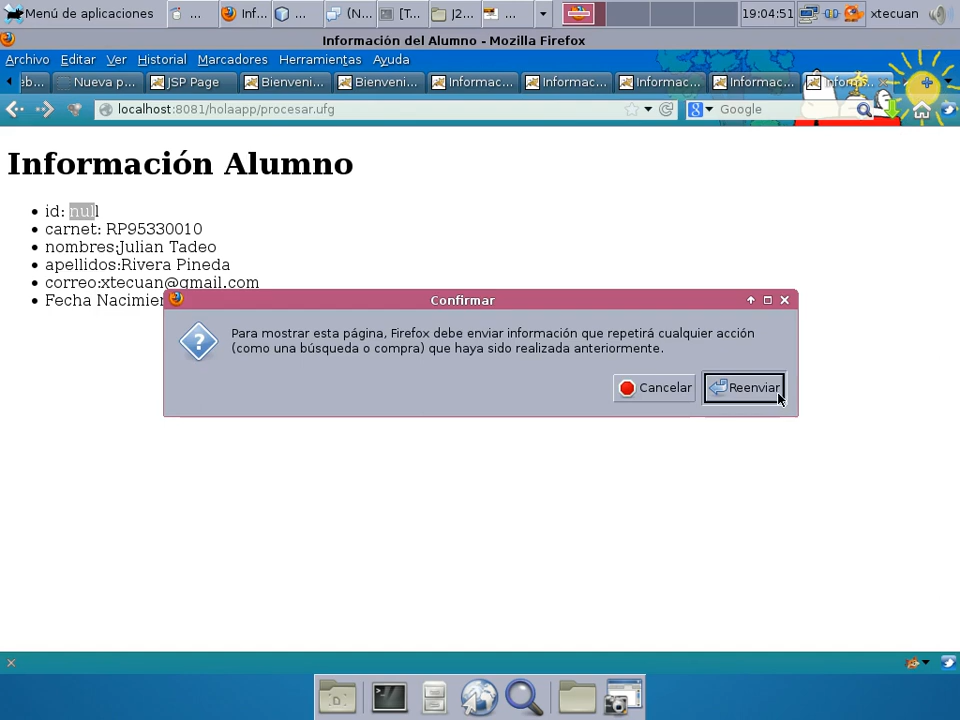 Menú de aplicaciones ... Inf... ... (N... [T... J2... ... 19:04:51 xtecuan
Información del Alumno - Mozilla Firefox
Archivo Editar Ver Historial Marcadores Herramientas Ayuda
eb... Nueva p... JSP Page Bienveni... Bienveni... Informac... Informac... Informac... Informac...
localhost:8081/holaapp/procesar.ufg Google
Información Alumno
id: null
carnet: RP95330010
nombres:Julian Tadeo
apellidos:Rivera Pineda
correo:xtecuan@gmail.com
Fecha Nacimien
Confirmar
Para mostrar esta página, Firefox debe enviar información que repetirá cualquier acción
(como una búsqueda o compra) que haya sido realizada anteriormente.
Cancelar Reenviar